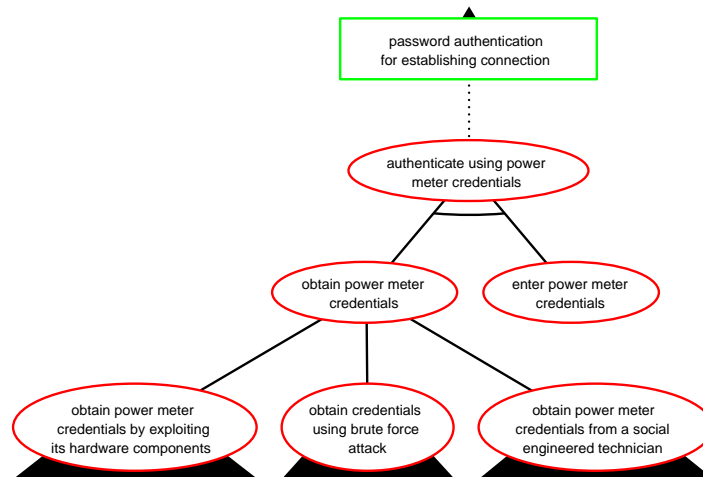 password authentication
for establishing connection
authenticate using power
meter credentials
obtain power meter
credentials
enter power meter
credentials
obtain power meter
credentials by exploiting
its hardware components
obtain credentials
using brute force
attack
obtain power meter
credentials from a social
engineered technician